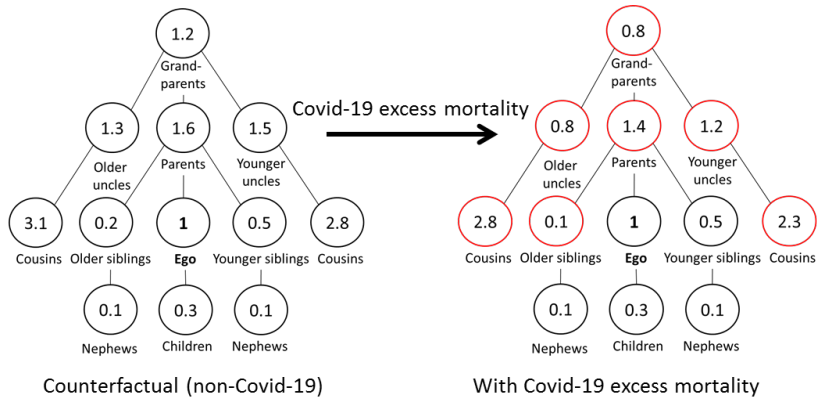 1.2
Grand-
parents
1.3
1.6
1.5
Older
uncles
Parents
Younger
uncles
3.1
0.2
1
0.5
2.8
Cousins
Older siblings
Ego
Younger siblings
Cousins
0.1
0.3
0.1
Nephews
Children
Nephews
Counterfactual (non-Covid-19)
Covid-19 excess mortality
0.8
Grand-
parents
0.8
1.4
1.2
Older
uncles
Parents
Younger
uncles
2.8
0.1
1
0.5
2.3
Cousins
Older siblings
Ego
Younger siblings
Cousins
0.1
0.3
0.1
Nephews
Children
Nephews
With Covid-19 excess mortality